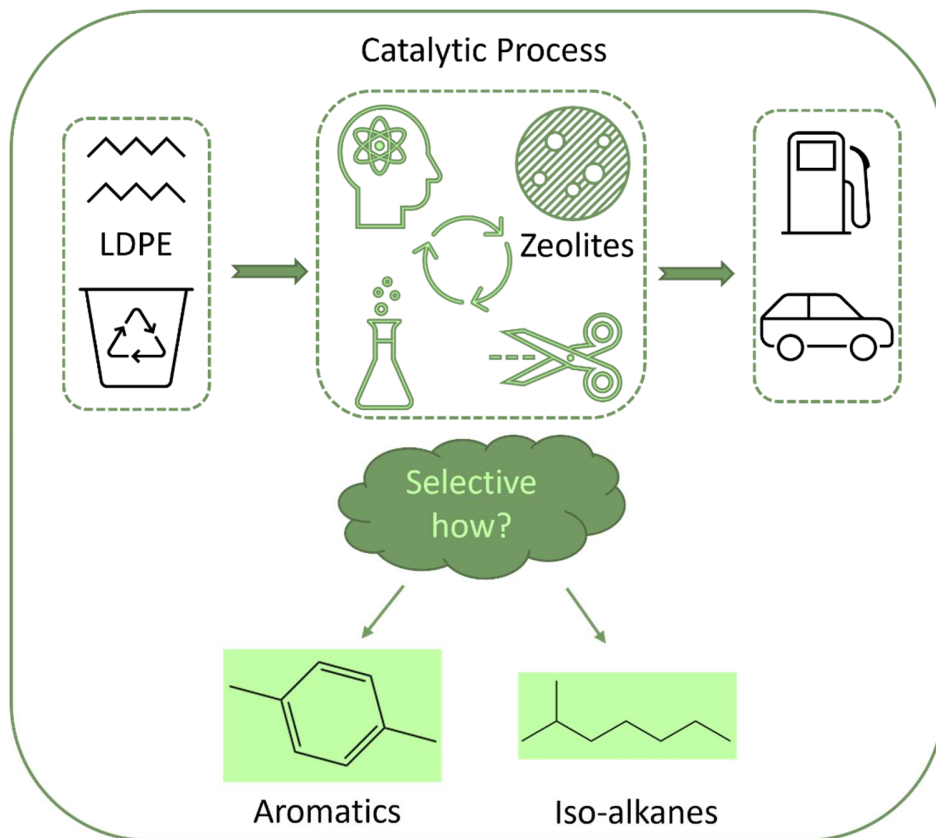 Catalytic Process
LDPE
Zeolites
Selective
how?
Aromatics
Iso-alkanes